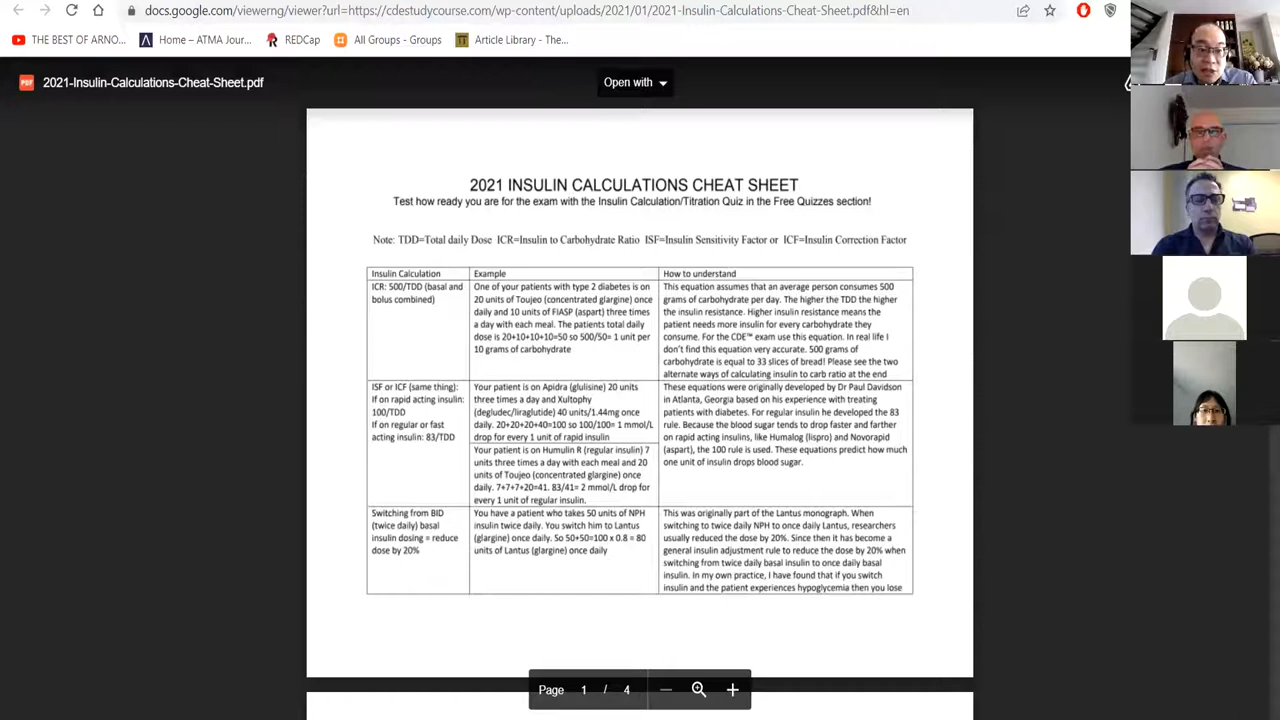 docs.google.com/viewerng/viewer?url=https://cdestudycourse.com/wp-content/uploads/2021/01/2021-Insulin-Calculations-Cheat-Sheet.pdf&hl=en
THE BEST OF ARNO...
Home – ATMA Jour...
REDCap
All Groups - Groups
Article Library - The...
PDF
2021-Insulin-Calculations-Cheat-Sheet.pdf
Open with
2021 INSULIN CALCULATIONS CHEAT SHEET
Test how ready you are for the exam with the Insulin Calculation/Titration Quiz in the Free Quizzes section!
Note: TDD=Total daily Dose ICR=Insulin to Carbohydrate Ratio ISF=Insulin Sensitivity Factor or ICF=Insulin Correction Factor
Insulin Calculation
Example
How to understand
ICR: 500/TDD (basal and
bolus combined)
One of your patients with type 2 diabetes is on
20 units of Toujeo (concentrated glargine) once
daily and 10 units of FIASP (aspart) three times
a day with each meal. The patients total daily
dose is 20+10+10+10=50 so 500/50= 1 unit per
10 grams of carbohydrate
This equation assumes that an average person consumes 500
grams of carbohydrate per day. The higher the TDD the higher
the insulin resistance. Higher insulin resistance means the
patient needs more insulin for every carbohydrate they
consume. For the CDE™ exam use this equation. In real life I
don't find this equation very accurate. 500 grams of
carbohydrate is equal to 33 slices of bread! Please see the two
alternate ways of calculating insulin to carb ratio at the end
ISF or ICF (same thing):
If on rapid acting insulin:
100/TDD
If on regular or fast
acting insulin: 83/TDD
Your patient is on Apidra (glulisine) 20 units
three times a day and Xultophy
(degludec/liraglutide) 40 units/1.44mg once
daily. 20+20+20+40=100 so 100/100= 1 mmol/L
drop for every 1 unit of rapid insulin
Your patient is on Humulin R (regular insulin) 7
units three times a day with each meal and 20
units of Toujeo (concentrated glargine) once
daily. 7+7+7+20=41. 83/41= 2 mmol/L drop for
every 1 unit of regular insulin.
These equations were originally developed by Dr Paul Davidson
in Atlanta, Georgia based on his experience with treating
patients with diabetes. For regular insulin he developed the 83
rule. Because the blood sugar tends to drop faster and farther
on rapid acting insulins, like Humalog (lispro) and Novorapid
(aspart), the 100 rule is used. These equations predict how much
one unit of insulin drops blood sugar.
Switching from BID
(twice daily) basal
insulin dosing = reduce
dose by 20%
You have a patient who takes 50 units of NPH
insulin twice daily. You switch him to Lantus
(glargine) once daily. So 50+50=100 x 0.8 = 80
units of Lantus (glargine) once daily
This was originally part of the Lantus monograph. When
switching to twice daily NPH to once daily Lantus, researchers
usually reduced the dose by 20%. Since then it has become a
general insulin adjustment rule to reduce the dose by 20% when
switching from twice daily basal insulin to once daily basal
insulin. In my own practice, I have found that if you switch
insulin and the patient experiences hypoglycemia then you lose
Page 1 / 4